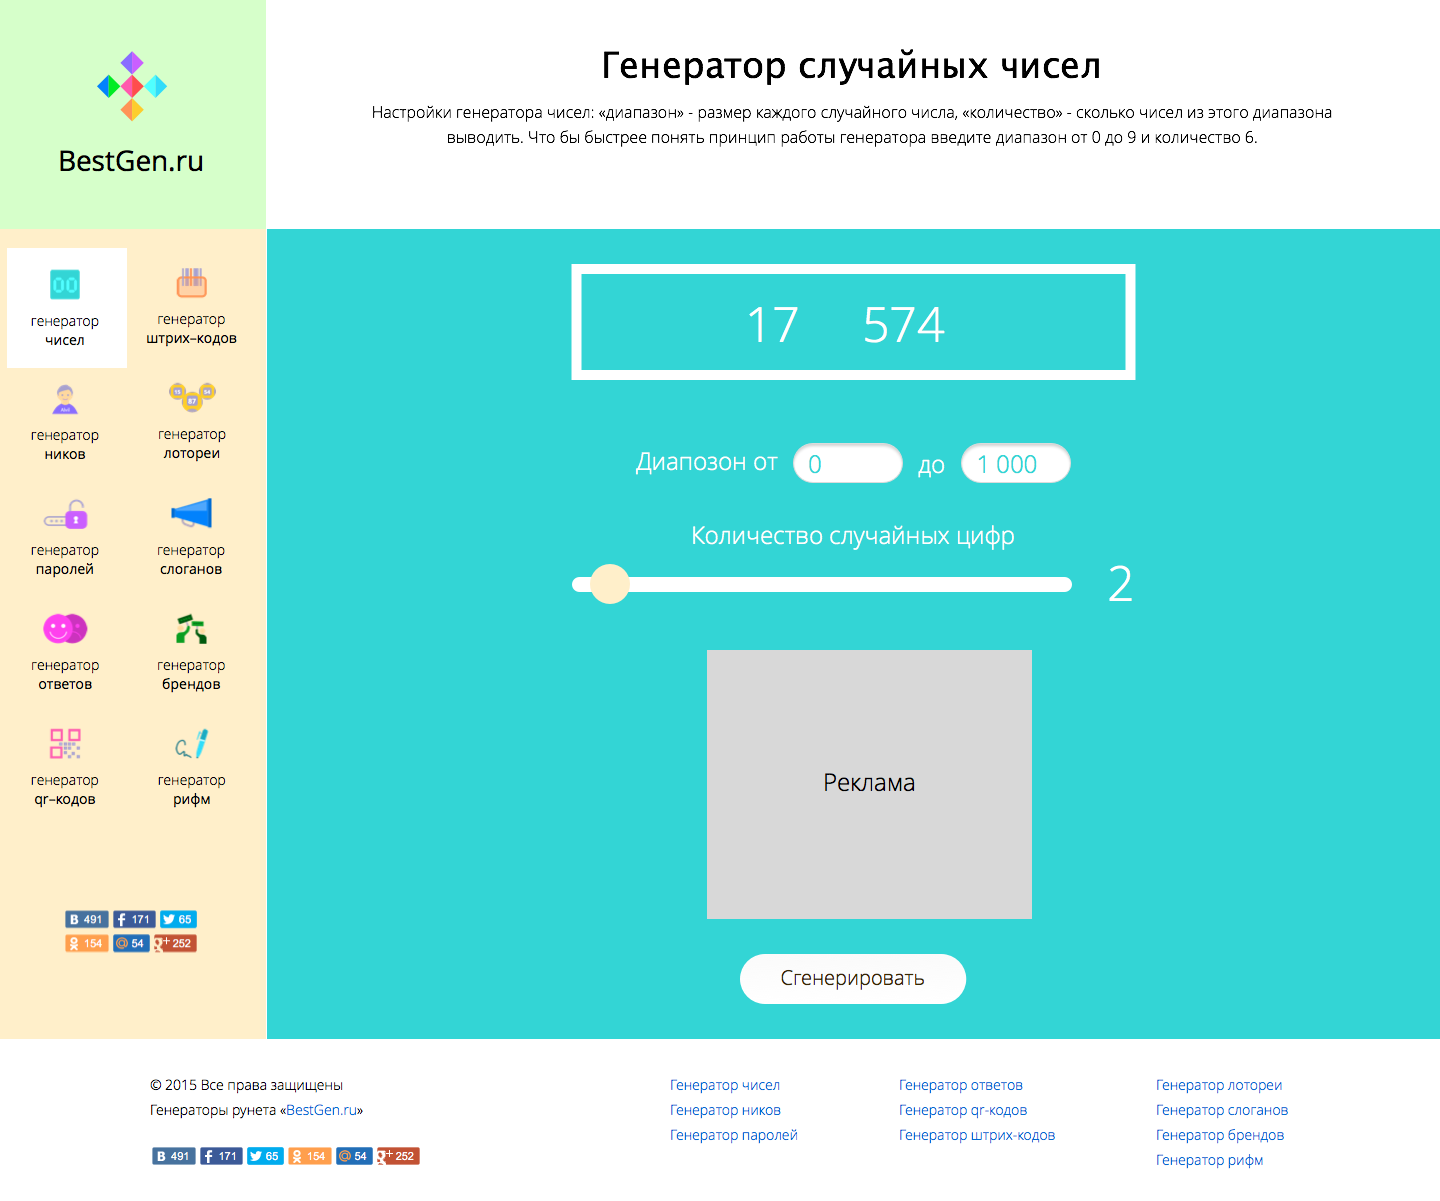 BestGen.ru
Генератор случайных чисел
Настройки генератора чисел: «диапазон» - размер каждого случайного числа, «количество» - сколько чисел из этого диапазона
выводить. Что бы быстрее понять принцип работы генератора введите диапазон от 0 до 9 и количество 6.
00
генератор
чисел
генератор
штрих–кодов
генератор
ников
15
87
54
генератор
лотореи
генератор
паролей
генератор
слоганов
генератор
ответов
генератор
брендов
генератор
qr–кодов
генератор
рифм
B 491 f 171 65
154 @ 54 g+ 252
17 574
Диапозон от 0 до 1 000
Количество случайных цифр
2
Реклама
Сгенерировать
© 2015 Все права защищены
Генераторы рунета «BestGen.ru»
B 491 f 171 65 154 @ 54 g+ 252
Генератор чисел
Генератор ников
Генератор паролей
Генератор ответов
Генератор qr-кодов
Генератор штрих-кодов
Генератор лотореи
Генератор слоганов
Генератор брендов
Генератор рифм